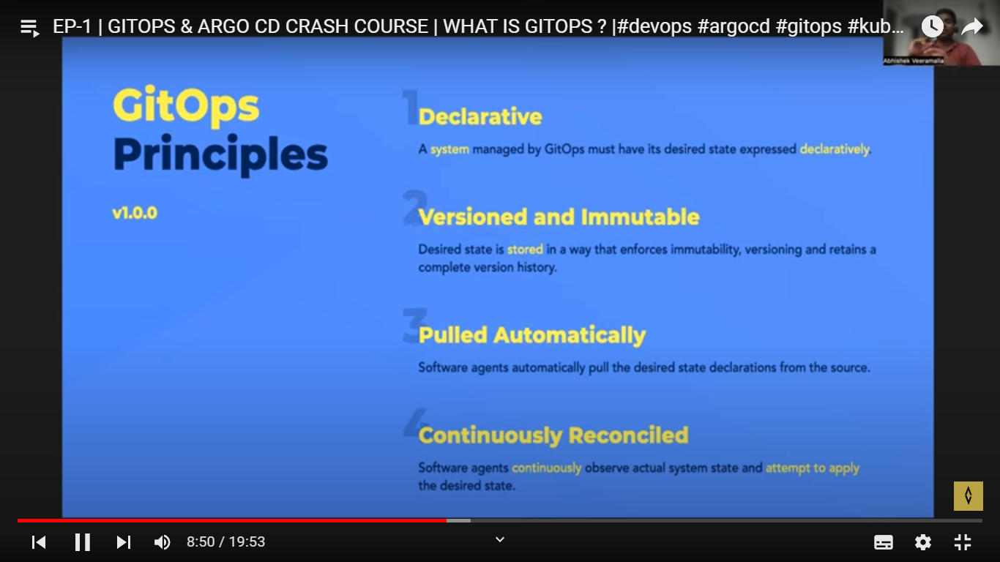 EP-1 | GITOPS & ARGO CD CRASH COURSE | WHAT IS GITOPS ? |#devops #argocd #gitops #kub...
Abhishek Veeramalla
GitOps
Principles
v1.0.0
1
Declarative
A system managed by GitOps must have its desired state expressed declaratively.
2
Versioned and Immutable
Desired state is stored in a way that enforces immutability, versioning and retains a
complete version history.
3
Pulled Automatically
Software agents automatically pull the desired state declarations from the source.
4
Continuously Reconciled
Software agents continuously observe actual system state and attempt to apply
the desired state.
8:50 / 19:53